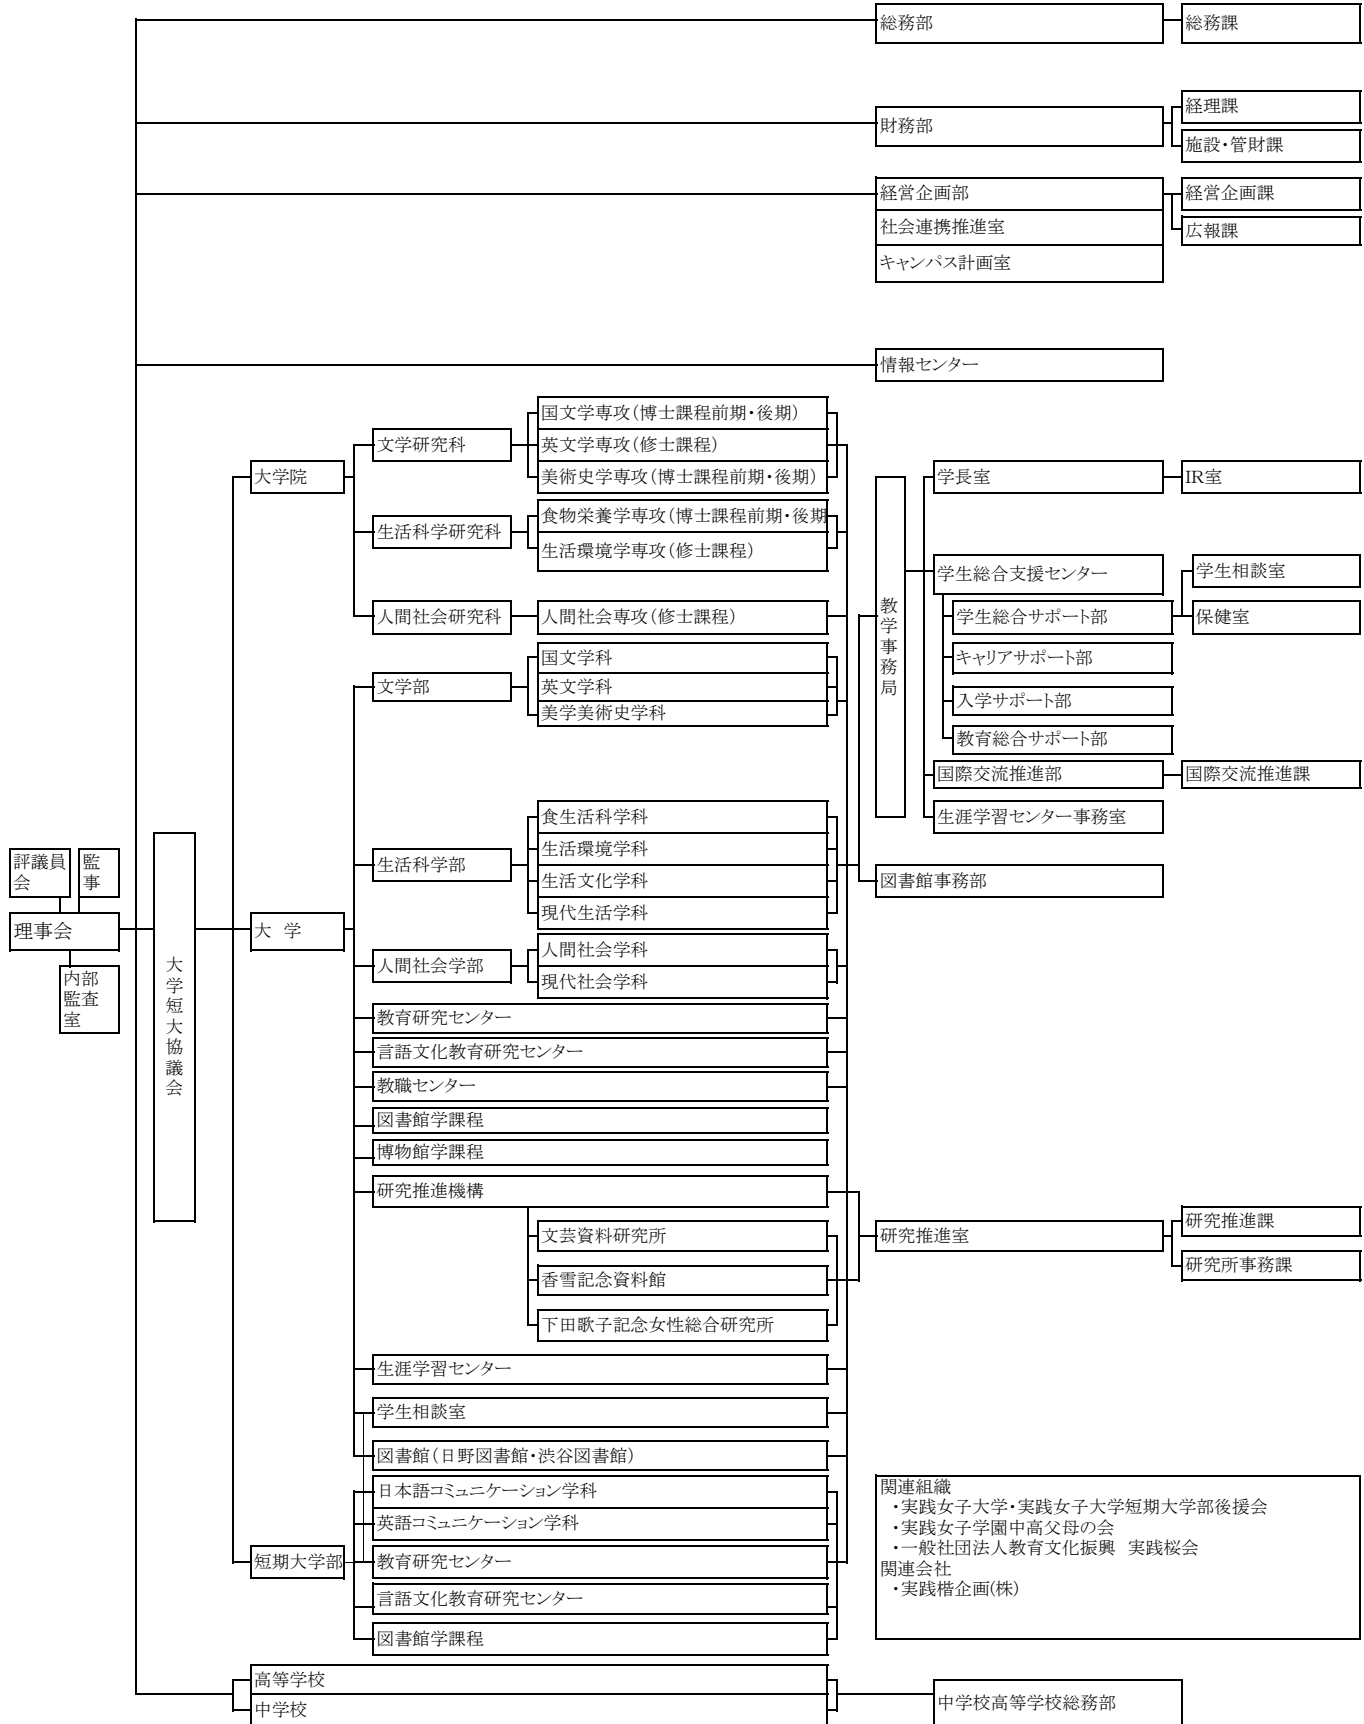 総務部
総務課
財務部
経理課
施設・管財課
経営企画部
経営企画課
社会連携推進室
広報課
キャンパス計画室
情報センター
大学院
文学研究科
国文学専攻(博士課程前期・後期)
英文学専攻(修士課程)
美術史学専攻(博士課程前期・後期)
生活科学研究科
食物栄養学専攻(博士課程前期・後期
生活環境学専攻(修士課程)
人間社会研究科
人間社会専攻(修士課程)
文学部
国文学科
英文学科
美学美術史学科
教学事務局
学長室
IR室
学生総合支援センター
学生相談室
学生総合サポート部
保健室
キャリアサポート部
入学サポート部
教育総合サポート部
国際交流推進部
国際交流推進課
生涯学習センター事務室
図書館事務部
評議員
会
監
事
理事会
内部
監査
室
大学短大協議会
大 学
生活科学部
食生活科学科
生活環境学科
生活文化学科
現代生活学科
人間社会学部
人間社会学科
現代社会学科
教育研究センター
言語文化教育研究センター
教職センター
図書館学課程
博物館学課程
研究推進機構
文芸資料研究所
香雪記念資料館
下田歌子記念女性総合研究所
研究推進室
研究推進課
研究所事務課
生涯学習センター
学生相談室
図書館(日野図書館・渋谷図書館)
短期大学部
日本語コミュニケーション学科
英語コミュニケーション学科
教育研究センター
言語文化教育研究センター
図書館学課程
関連組織
・実践女子大学・実践女子大学短期大学部後援会
・実践女子学園中高父母の会
・一般社団法人教育文化振興 実践桜会
関連会社
・実践楷企画(株)
高等学校
中学校
中学校高等学校総務部